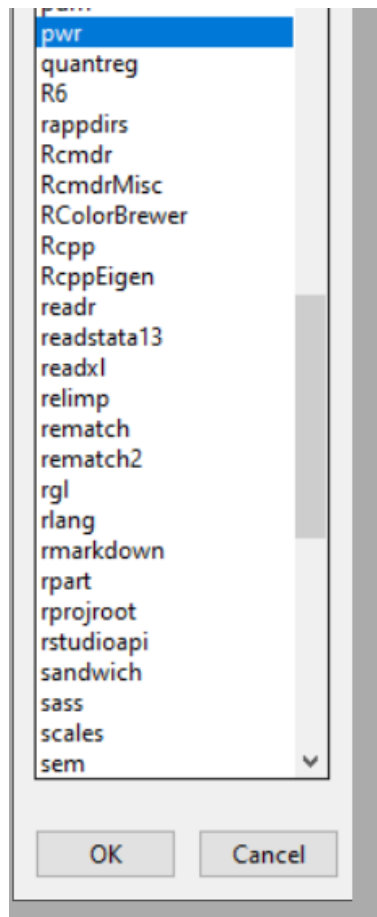 pwr
quantreg
R6
rappdirs
Rcmdr
RcmdrMisc
RColorBrewer
Rcpp
RcppEigen
readr
readstata13
readxl
relimp
rematch
rematch2
rgl
rlang
rmarkdown
rpart
rprojroot
rstudioapi
sandwich
sass
scales
sem
OK Cancel